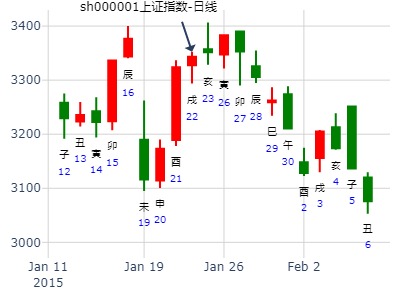 sh000001上证指数-日线
3400
3300
3200
3100
3000
子
12
丑
13
寅
14
卯
15
辰
16
未
19
申
20
酉
21
戌
22
亥
23
寅
26
卯
27
辰
28
巳
29
午
30
酉
2
戌
3
亥
4
子
5
丑
6
Jan 11
2015
Jan 19
Jan 26
Feb 2